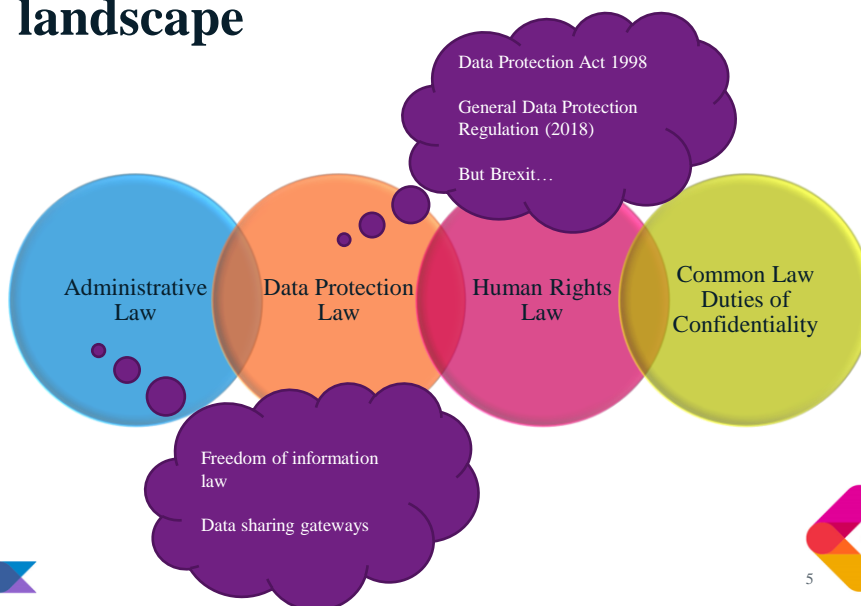 landscape
Data Protection Act 1998
General Data Protection
Regulation (2018)
But Brexit…
Administrative
Law
Data Protection
Law
Human Rights
Law
Common Law
Duties of
Confidentiality
Freedom of information
law
Data sharing gateways
5